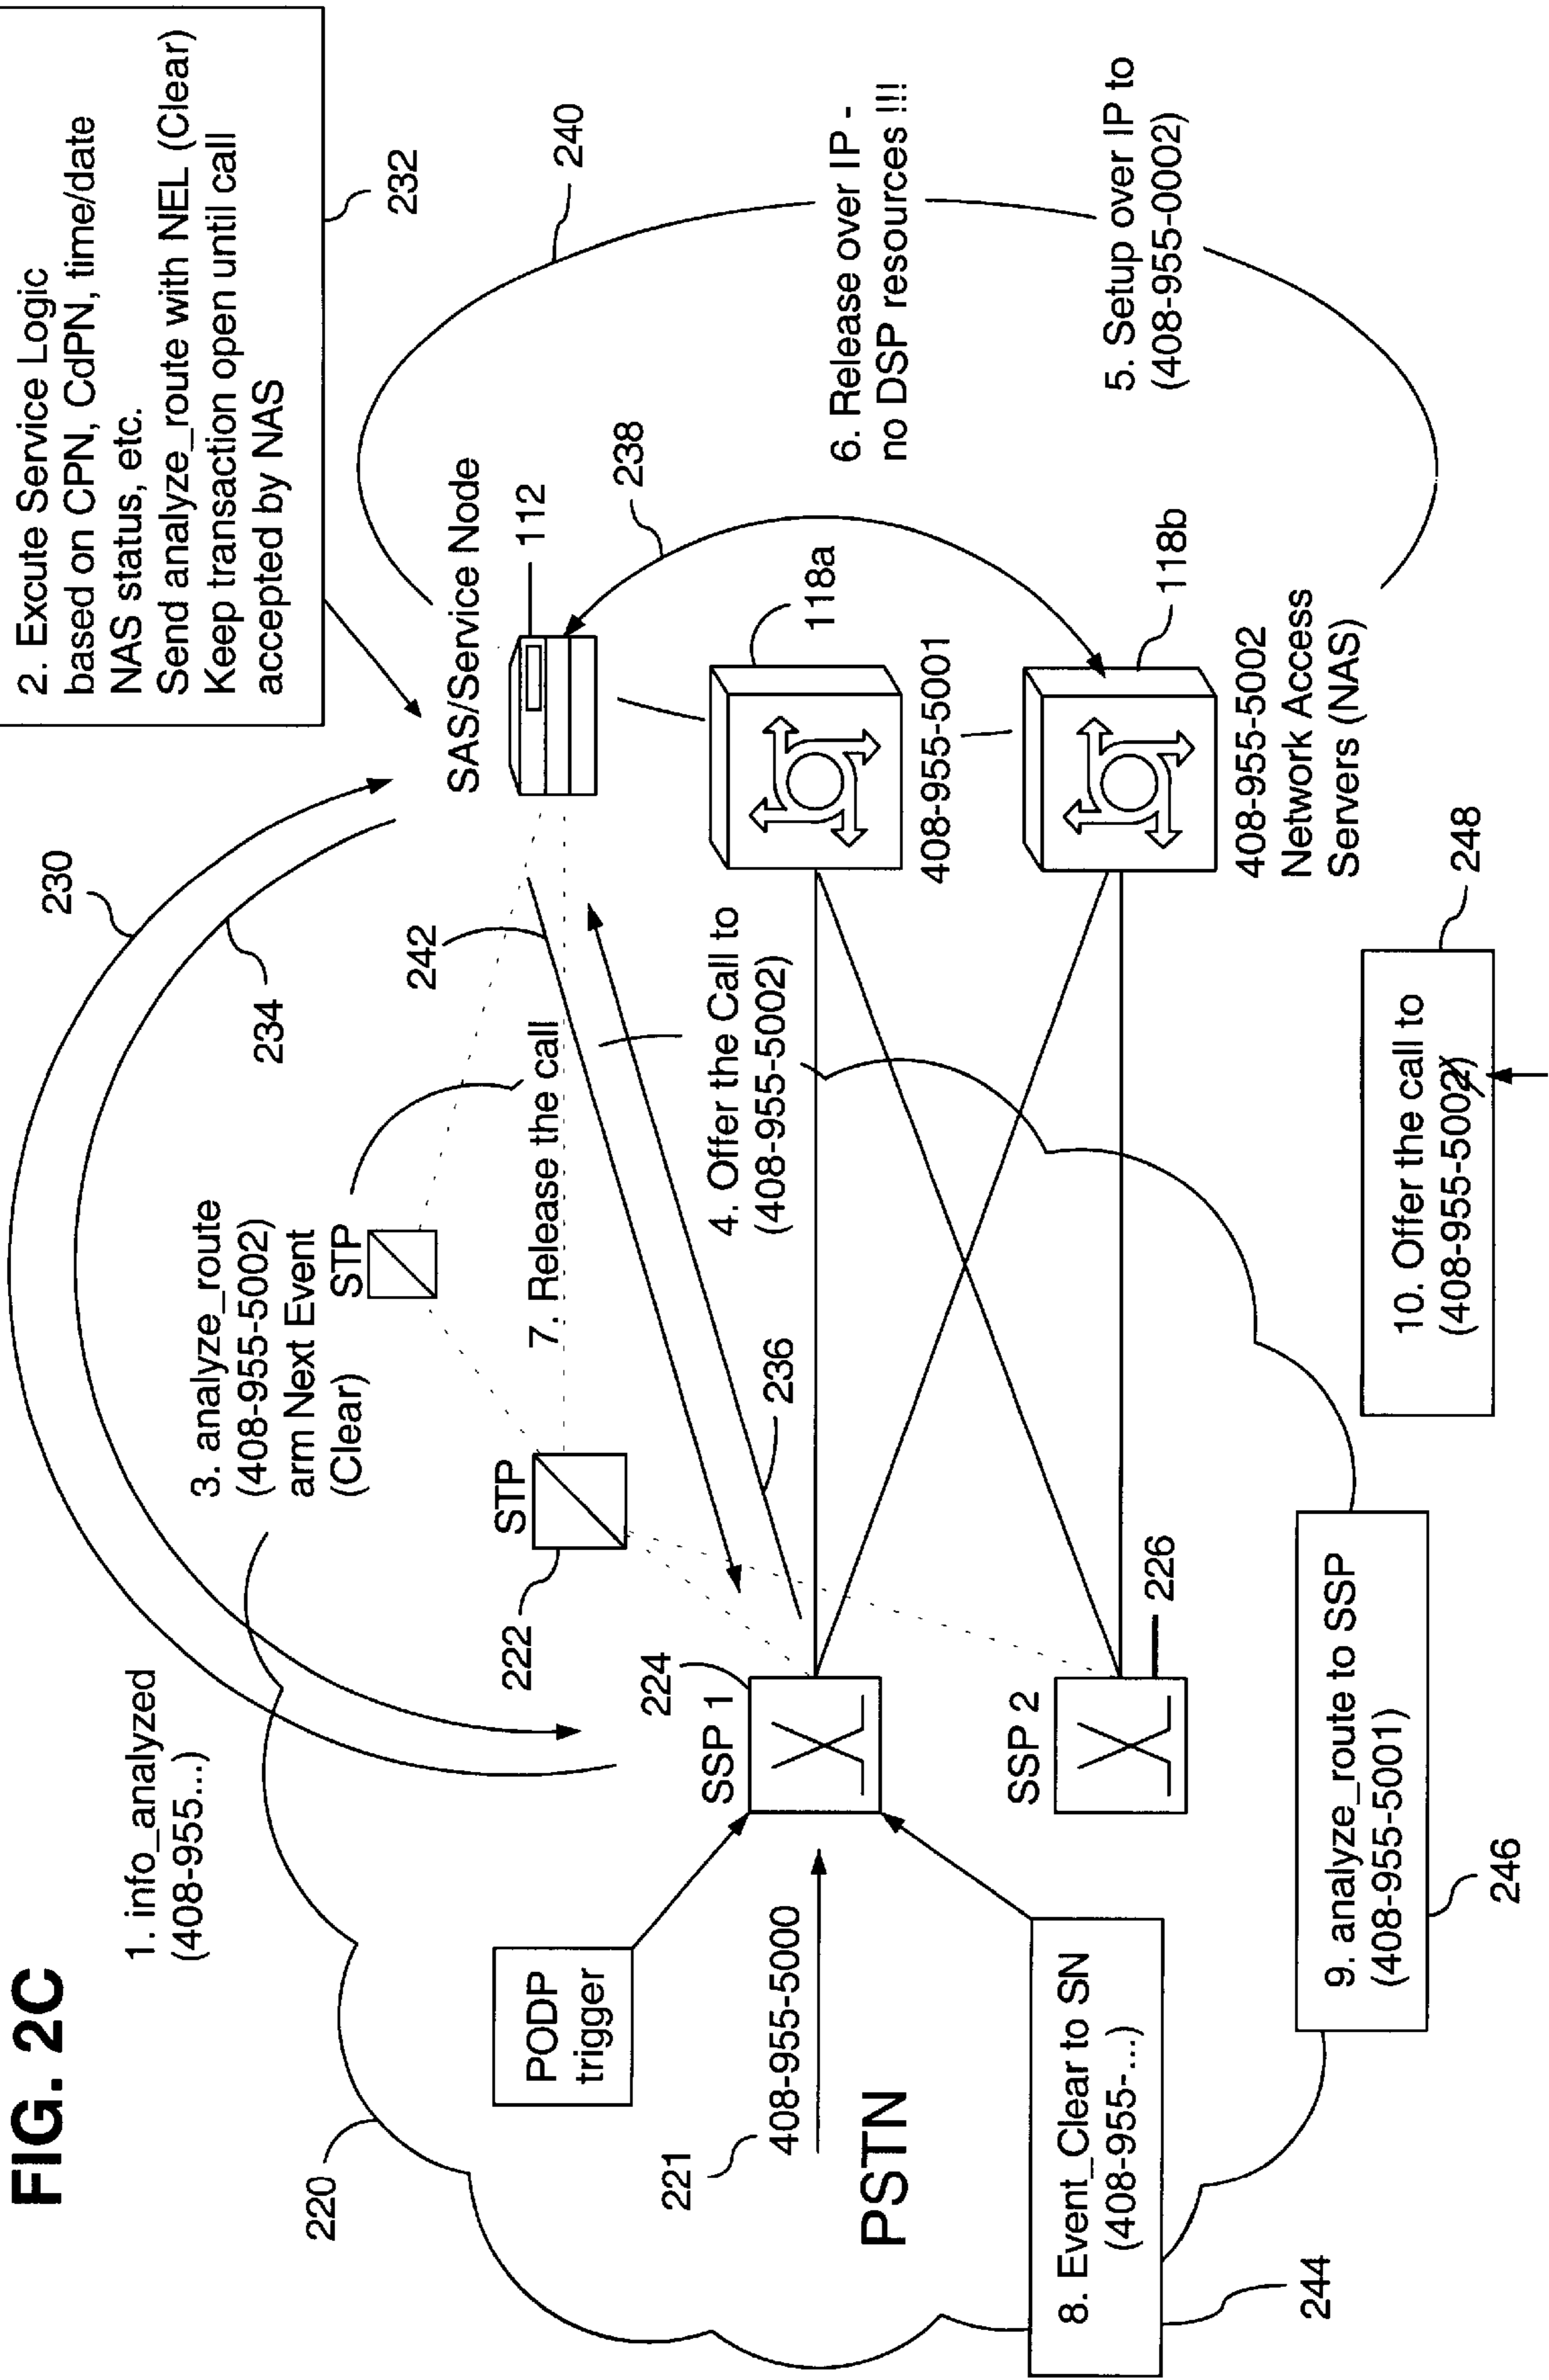 FIG. 2C
2. Excute Service Logic
based on CPN, CdPN, time/date
NAS status, etc.
Send analyze_route with NEL (Clear)
Keep transaction open until call
accepted by NAS
232
230
234
1. info_analyzed
(408-955...)
220
3. analyze_route
(408-955-5002)
arm Next Event
(Clear)
STP
STP
222
242
7. Release the call
SAS/Service Node
112
240
238
236
4. Offer the Call to
(408-955-5002)
6. Release over IP -
no DSP resources !!!
5. Setup over IP to
(408-955-0002)
118a
408-955-5001
118b
408-955-5002
Network Access
Servers (NAS)
PODP
trigger
224
SSP 1
221
408-955-5000
PSTN
SSP 2
226
8. Event_Clear to SN
(408-955-...)
244
9. analyze_route to SSP
(408-955-5001)
246
10. Offer the call to
(408-955-5002)
248